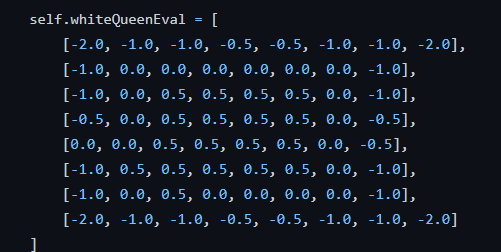 self.whiteQueenEval = [
[-2.0, -1.0, -1.0, -0.5, -0.5, -1.0, -1.0, -2.0],
[-1.0, 0.0, 0.0, 0.0, 0.0, 0.0, 0.0, -1.0],
[-1.0, 0.0, 0.5, 0.5, 0.5, 0.5, 0.0, -1.0],
[-0.5, 0.0, 0.5, 0.5, 0.5, 0.5, 0.0, -0.5],
[0.0, 0.0, 0.5, 0.5, 0.5, 0.5, 0.0, -0.5],
[-1.0, 0.5, 0.5, 0.5, 0.5, 0.5, 0.0, -1.0],
[-1.0, 0.0, 0.5, 0.0, 0.0, 0.0, 0.0, -1.0],
[-2.0, -1.0, -1.0, -0.5, -0.5, -1.0, -1.0, -2.0]
]